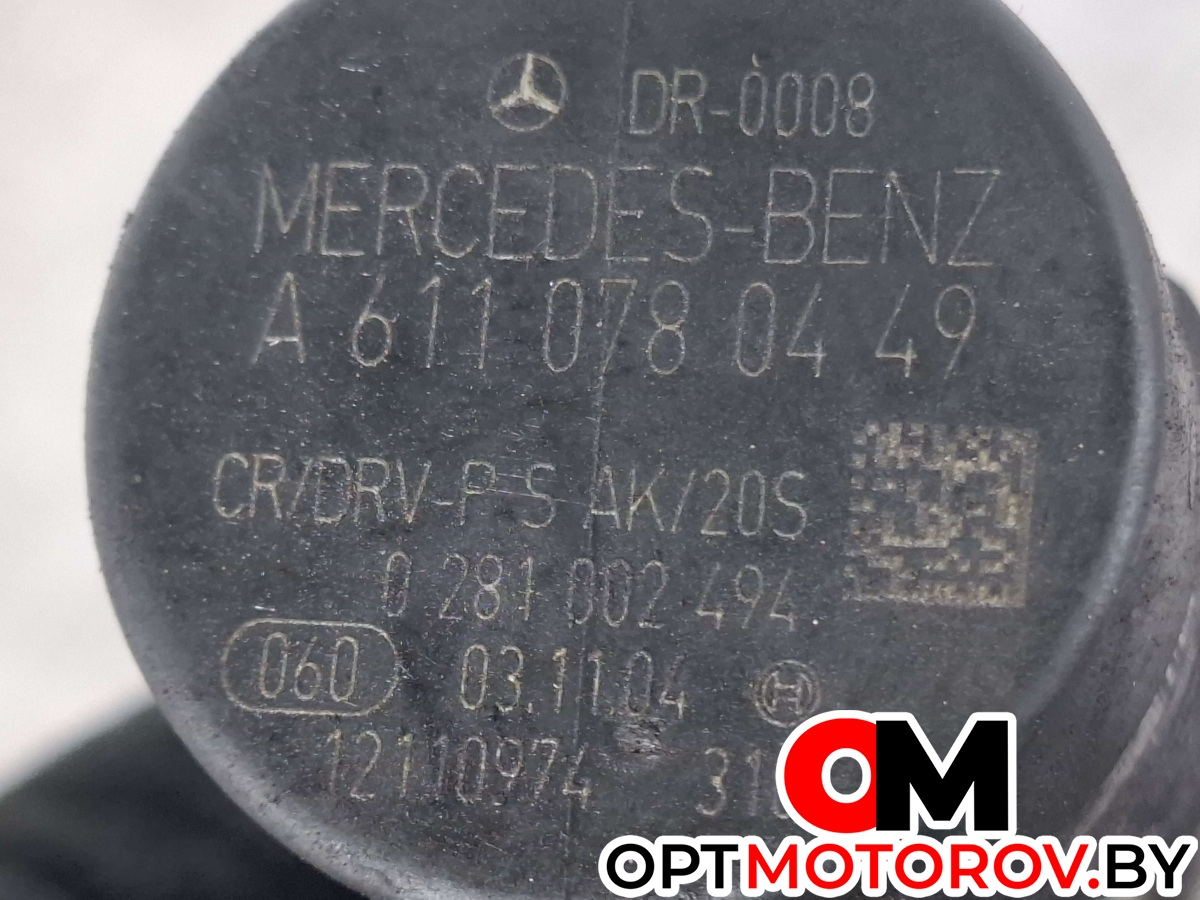 DR-0008
MERCEDES-BENZ
A 611 078 04 49
CR/DRV-P S AK/20S
0 281 002 494
060 03.11.04 H
12110974
OM
OPTMOTOROV.BY